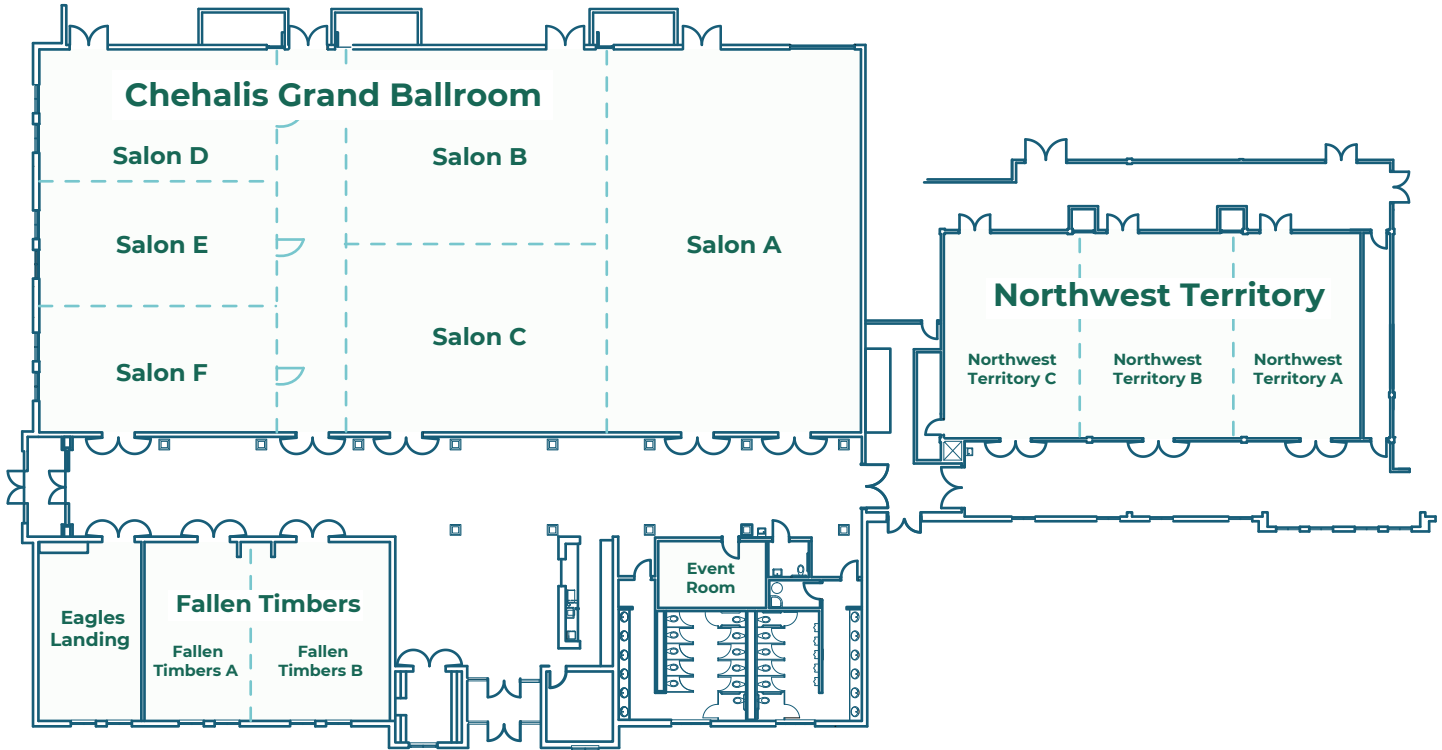 Chehalis Grand Ballroom
Salon D
Salon B
Salon E
Salon A
Salon C
Salon F
Northwest Territory
Northwest
Territory C
Northwest
Territory B
Northwest
Territory A
Event
Room
Eagles
Landing
Fallen Timbers
Fallen
Timbers A
Fallen
Timbers B